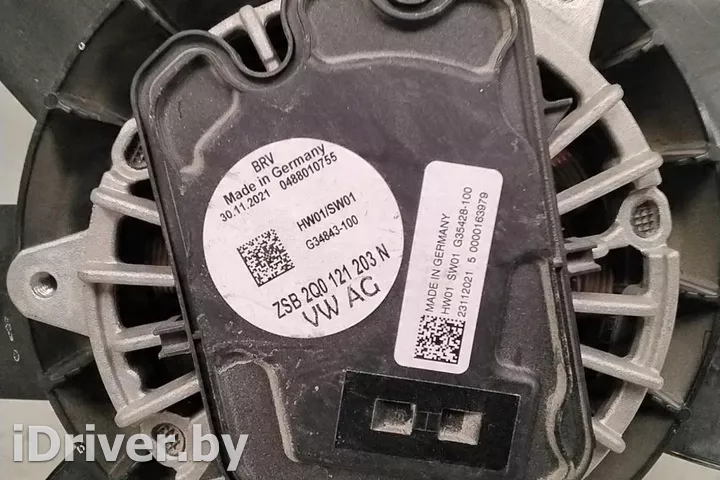 BRV
Made in Germany
30.11.2021 0488010755
HW01/SW01
G34843-100
ZSB 2Q0 121 203 N
VW AG
MADE IN GERMANY
HW01 SW01 G35428-100
23112021 5 0000163979
iDriver.by